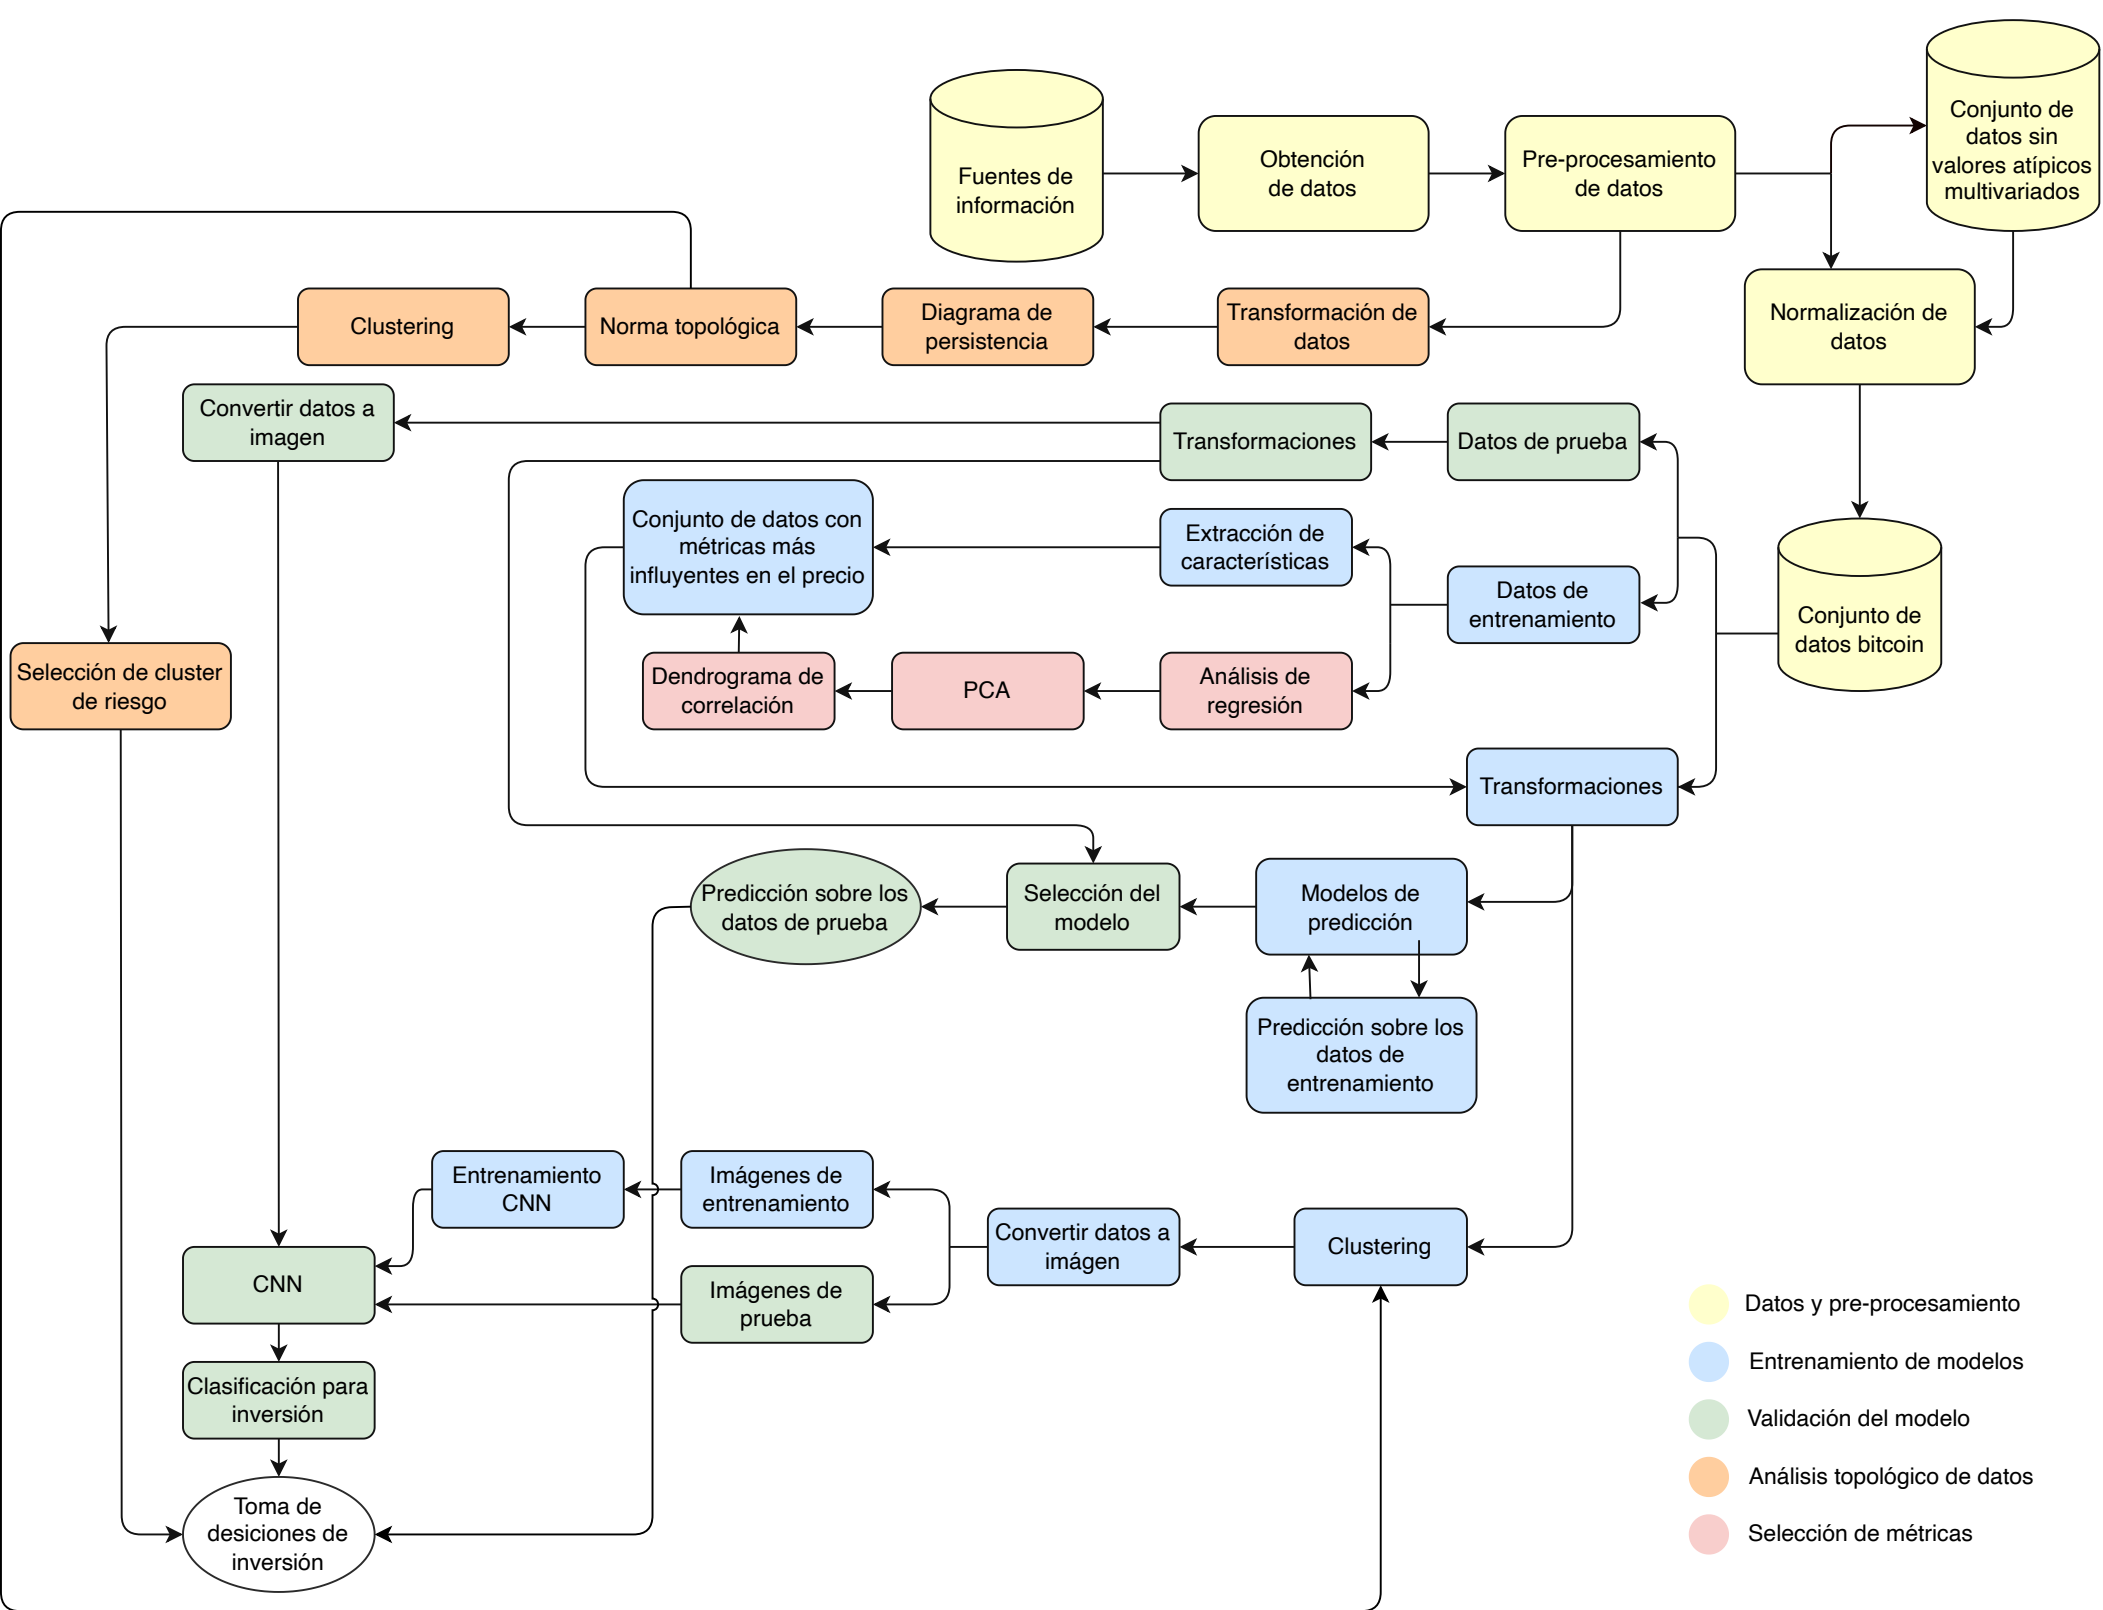 Conjunto de
datos sin
valores atípicos
multivariados
Fuentes de
información
Obtención
de datos
Pre-procesamiento
de datos
Clustering
Norma topológica
Diagrama de
persistencia
Transformación de
datos
Normalización de
datos
Convertir datos a
imagen
Transformaciones
Datos de prueba
Conjunto de datos con
métricas más
influyentes en el precio
Extracción de
características
Datos de
entrenamiento
Conjunto de
datos bitcoin
Selección de cluster
de riesgo
Dendrograma de
correlación
PCA
Análisis de
regresión
Transformaciones
Predicción sobre los
datos de prueba
Selección del
modelo
Modelos de
predicción
Predicción sobre los
datos de
entrenamiento
Entrenamiento
CNN
Imágenes de
entrenamiento
Convertir datos a
imágen
Clustering
CNN
Imágenes de
prueba
Clasificación para
inversión
Toma de
desiciones de
inversión
Datos y pre-procesamiento
Entrenamiento de modelos
Validación del modelo
Análisis topológico de datos
Selección de métricas